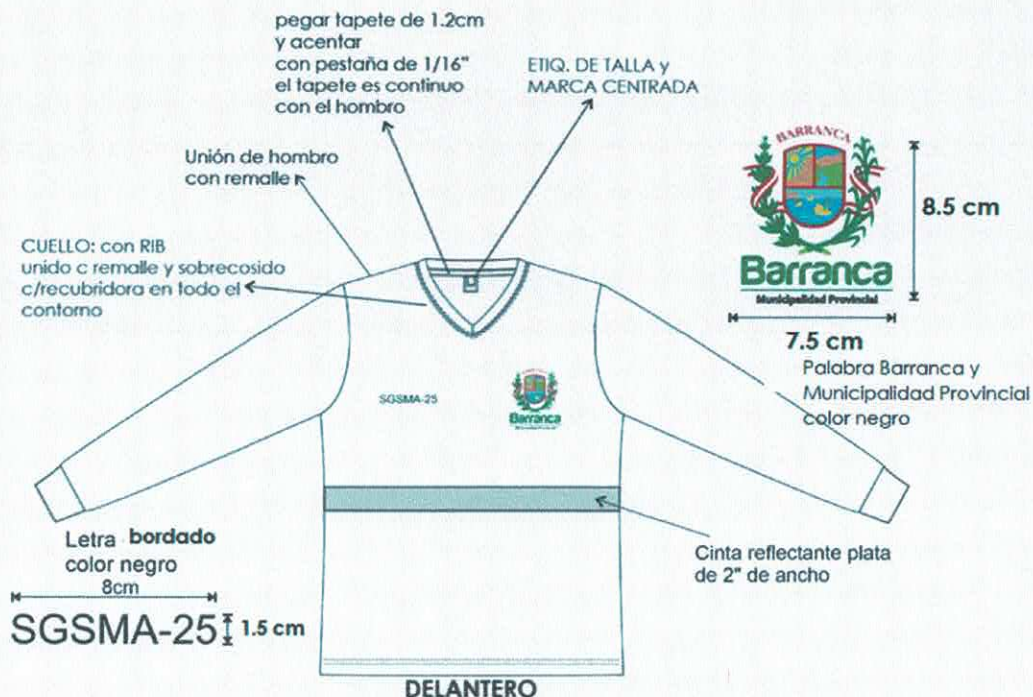 pegar tapete de 1.2cm
y acentar
con pestaña de 1/16"
el tapete es continuo
con el hombro
ETIQ. DE TALLA y
MARCA CENTRADA
Unión de hombro
con remalle
CUELLO: con RIB
unido c remalle y sobrecosido
c/recubridora en todo el
contorno
BARRANCA
Barranca
Municipalidad Provincial
8.5 cm
7.5 cm
Palabra Barranca y
Municipalidad Provincial
color negro
SGSMA-25
Barranca
Cinta reflectante plata
de 2" de ancho
Letra bordado
color negro
8cm
SGSMA-25
1.5 cm
DELANTERO